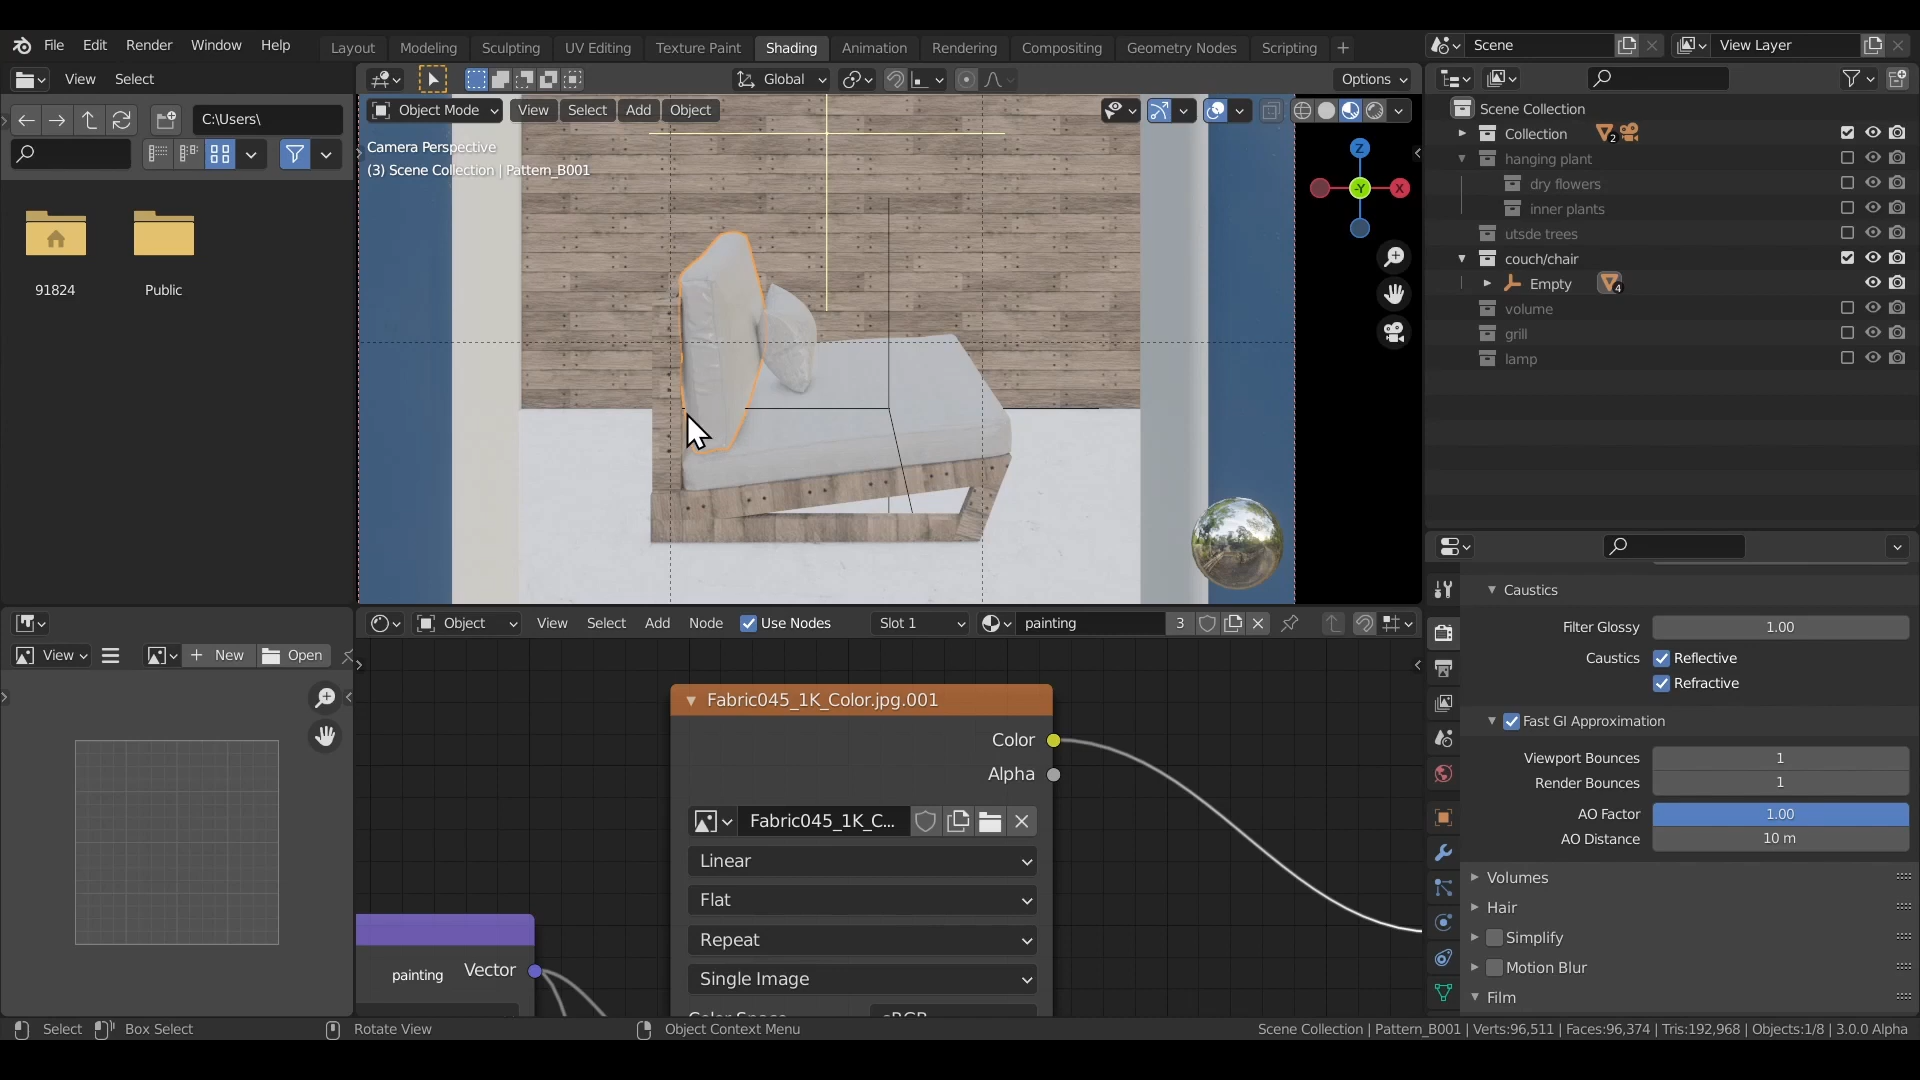 File Edit Render Window Help Layout Modeling Sculpting UV Editing Texture Paint Shading Animation Rendering Compositing Geometry Nodes Scripting + Scene View Layer
View Select Global Options
C:\Users\
Object Mode View Select Add Object
Camera Perspective
(3) Scene Collection | Pattern_B001
Z
-Y X
91824 Public
Scene Collection
Collection 2
hanging plant
dry flowers
inner plants
utsde trees
couch/chair
Empty 4
volume
grill
lamp
Caustics
Filter Glossy 1.00
Caustics Reflective
Refractive
Fast GI Approximation
Viewport Bounces 1
Render Bounces 1
AO Factor 1.00
AO Distance 10 m
Volumes
Hair
Simplify
Motion Blur
Film
View New Open
Object View Select Add Node Use Nodes Slot 1 painting 3
Fabric045_1K_Color.jpg.001
Color
Alpha
Fabric045_1K_C...
Linear
Flat
Repeat
Single Image
Color Space sRGB
Vector
painting
Select Box Select Rotate View Object Context Menu Scene Collection | Pattern_B001 | Verts:96,511 | Faces:96,374 | Tris:192,968 | Objects:1/8 | 3.0.0 Alpha